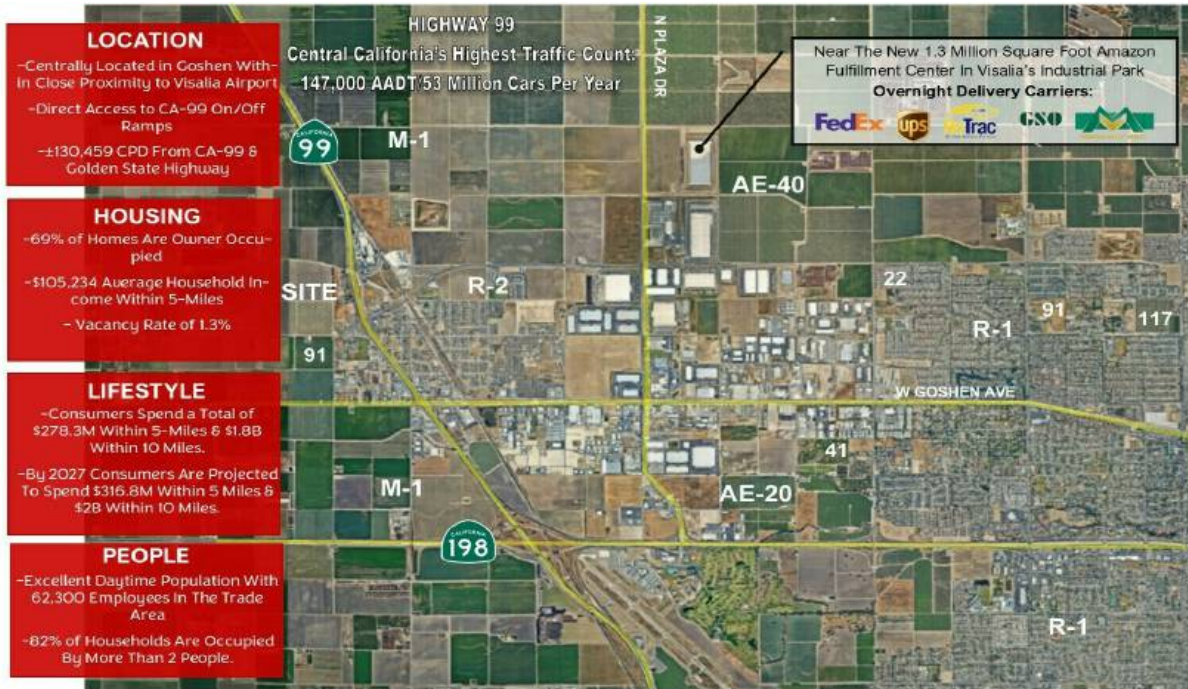 LOCATION
-Centrally Located in Goshen With-
in Close Proximity to Visalia Airport
-Direct Access to CA-99 On/Off
Ramps
-±130,459 CPD From CA-99 &
Golden State Highway
HOUSING
-69% of Homes Are Owner Occu-
pied
-$105,234 Average Household In-
come Within 5-Miles
- Vacancy Rate of 1.3%
LIFESTYLE
-Consumers Spend a Total of
$278.3M Within 5-Miles & $1.8B
Within 10 Miles.
-By 2027 Consumers Are Projected
To Spend $316.8M Within 5 Miles &
$2B Within 10 Miles.
PEOPLE
-Excellent Daytime Population With
62,300 Employees In The Trade
Area
-82% of Households Are Occupied
By More Than 2 People.
HIGHWAY 99
Central California's Highest Traffic Count:
147,000 AADT/53 Million Cars Per Year
N PLAZA DR
Near The New 1.3 Million Square Foot Amazon
Fulfillment Center In Visalia's Industrial Park
Overnight Delivery Carriers:
FedEx
ups
OnTrac
GSO
CALIFORNIA
99
M-1
AE-40
SITE
R-2
22
91
117
R-1
91
W GOSHEN AVE
41
M-1
AE-20
CALIFORNIA
198
R-1